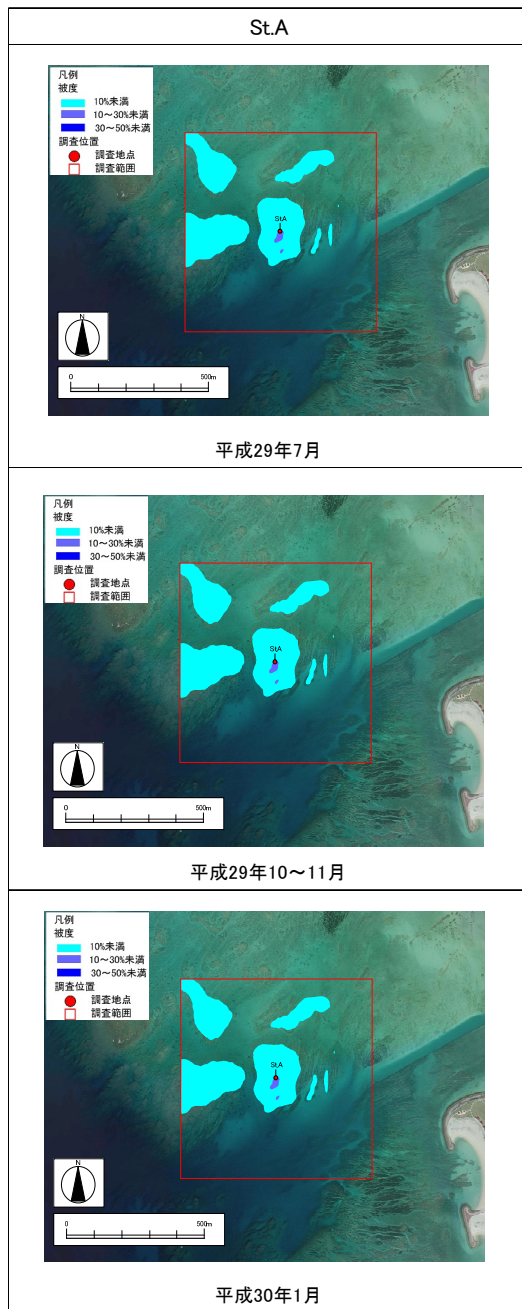 St.A
凡例
被度
10%未満
10～30%未満
30～50%未満
調査位置
調査地点
調査範囲
St.A
N
0 500m
平成29年7月
凡例
被度
10%未満
10～30%未満
30～50%未満
調査位置
調査地点
調査範囲
St.A
N
0 500m
平成29年10～11月
凡例
被度
10%未満
10～30%未満
30～50%未満
調査位置
調査地点
調査範囲
St.A
N
0 500m
平成30年1月